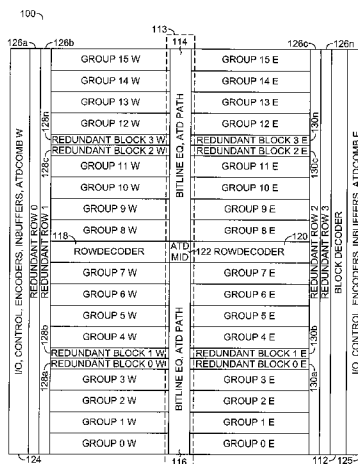 100
113
126a
126b
114
126c
126n
GROUP 15 W
GROUP 15 E
GROUP 14 W
GROUP 14 E
GROUP 13 W
GROUP 13 E
GROUP 12 W
GROUP 12 E
128n
130n
REDUNDANT BLOCK 3 W
REDUNDANT BLOCK 3 E
REDUNDANT BLOCK 2 W
REDUNDANT BLOCK 2 E
128c
130c
GROUP 11 W
GROUP 11 E
GROUP 10 W
GROUP 10 E
GROUP 9 W
GROUP 9 E
118
GROUP 8 W
GROUP 8 E
120
ROWDECODER
ATD MID
122 ROWDECODER
GROUP 7 W
GROUP 7 E
GROUP 6 W
GROUP 6 E
GROUP 5 W
GROUP 5 E
GROUP 4 W
GROUP 4 E
128b
130b
REDUNDANT BLOCK 1 W
REDUNDANT BLOCK 1 E
REDUNDANT BLOCK 0 W
REDUNDANT BLOCK 0 E
128a
130a
GROUP 3 W
GROUP 3 E
GROUP 2 W
GROUP 2 E
GROUP 1 W
GROUP 1 E
GROUP 0 W
GROUP 0 E
I/O, CONTROL, ENCODERS, INBUFFERS, ATDCOMB W
REDUNDANT ROW 0
REDUNDANT ROW 1
BITLINE EQ, ATD PATH
BITLINE EQ, ATD PATH
REDUNDANT ROW 2
REDUNDANT ROW 3
BLOCK DECODER
I/O, CONTROL, ENCODERS, INBUFFERS, ATDCOMB E
124
116
112
125